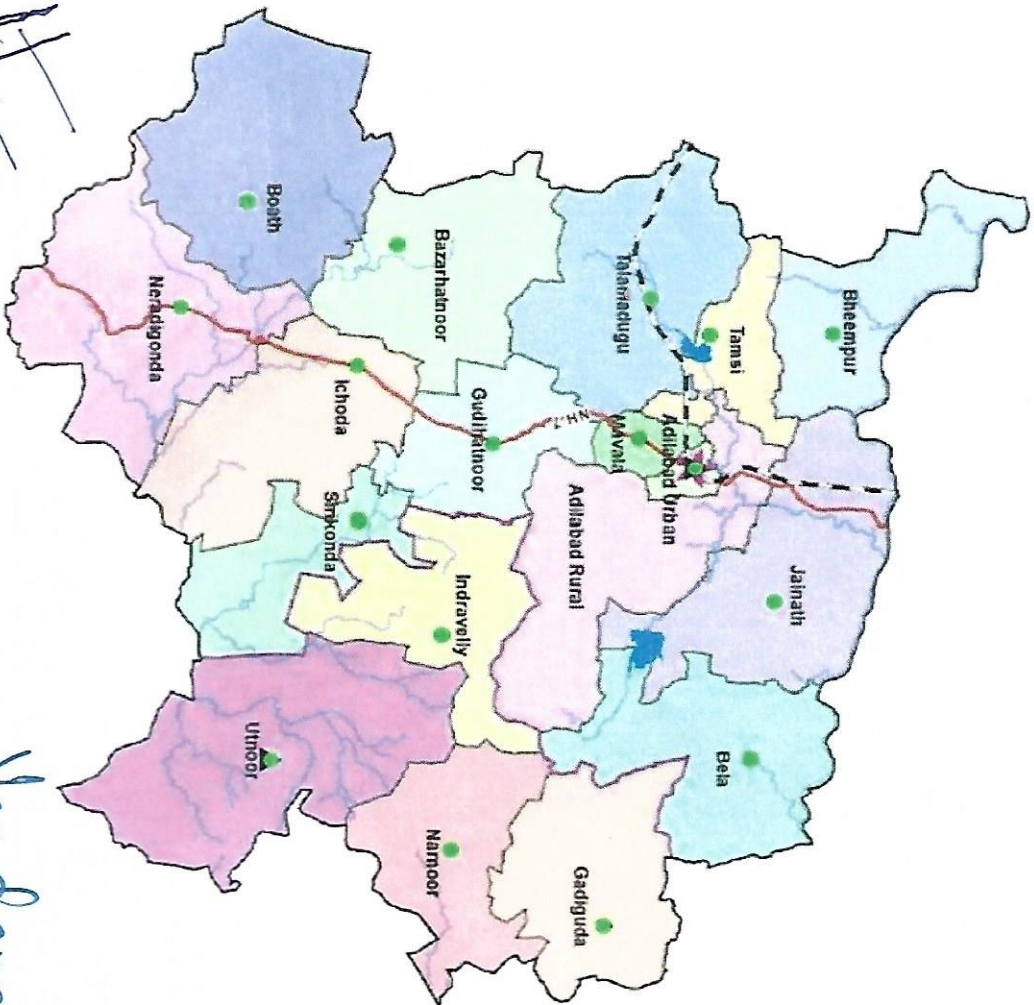 Bheempur
Tamsi
Talamadugu
Jainath
Adilabad Urban
Mavala
NH-7
Bela
Adilabad Rural
Bazarhatnoor
Gudihatnoor
Boath
Ichoda
Indravelly
Gadiguda
Sirikonda
Narnoor
Neradigonda
Utnoor